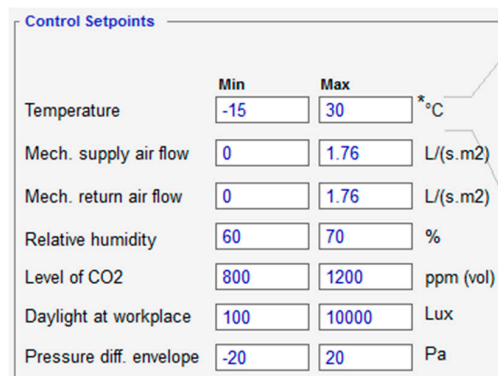 Control Setpoints
Min Max
Temperature -15 30 *°C
Mech. supply air flow 0 1.76 L/(s.m2)
Mech. return air flow 0 1.76 L/(s.m2)
Relative humidity 60 70 %
Level of CO2 800 1200 ppm (vol)
Daylight at workplace 100 10000 Lux
Pressure diff. envelope -20 20 Pa